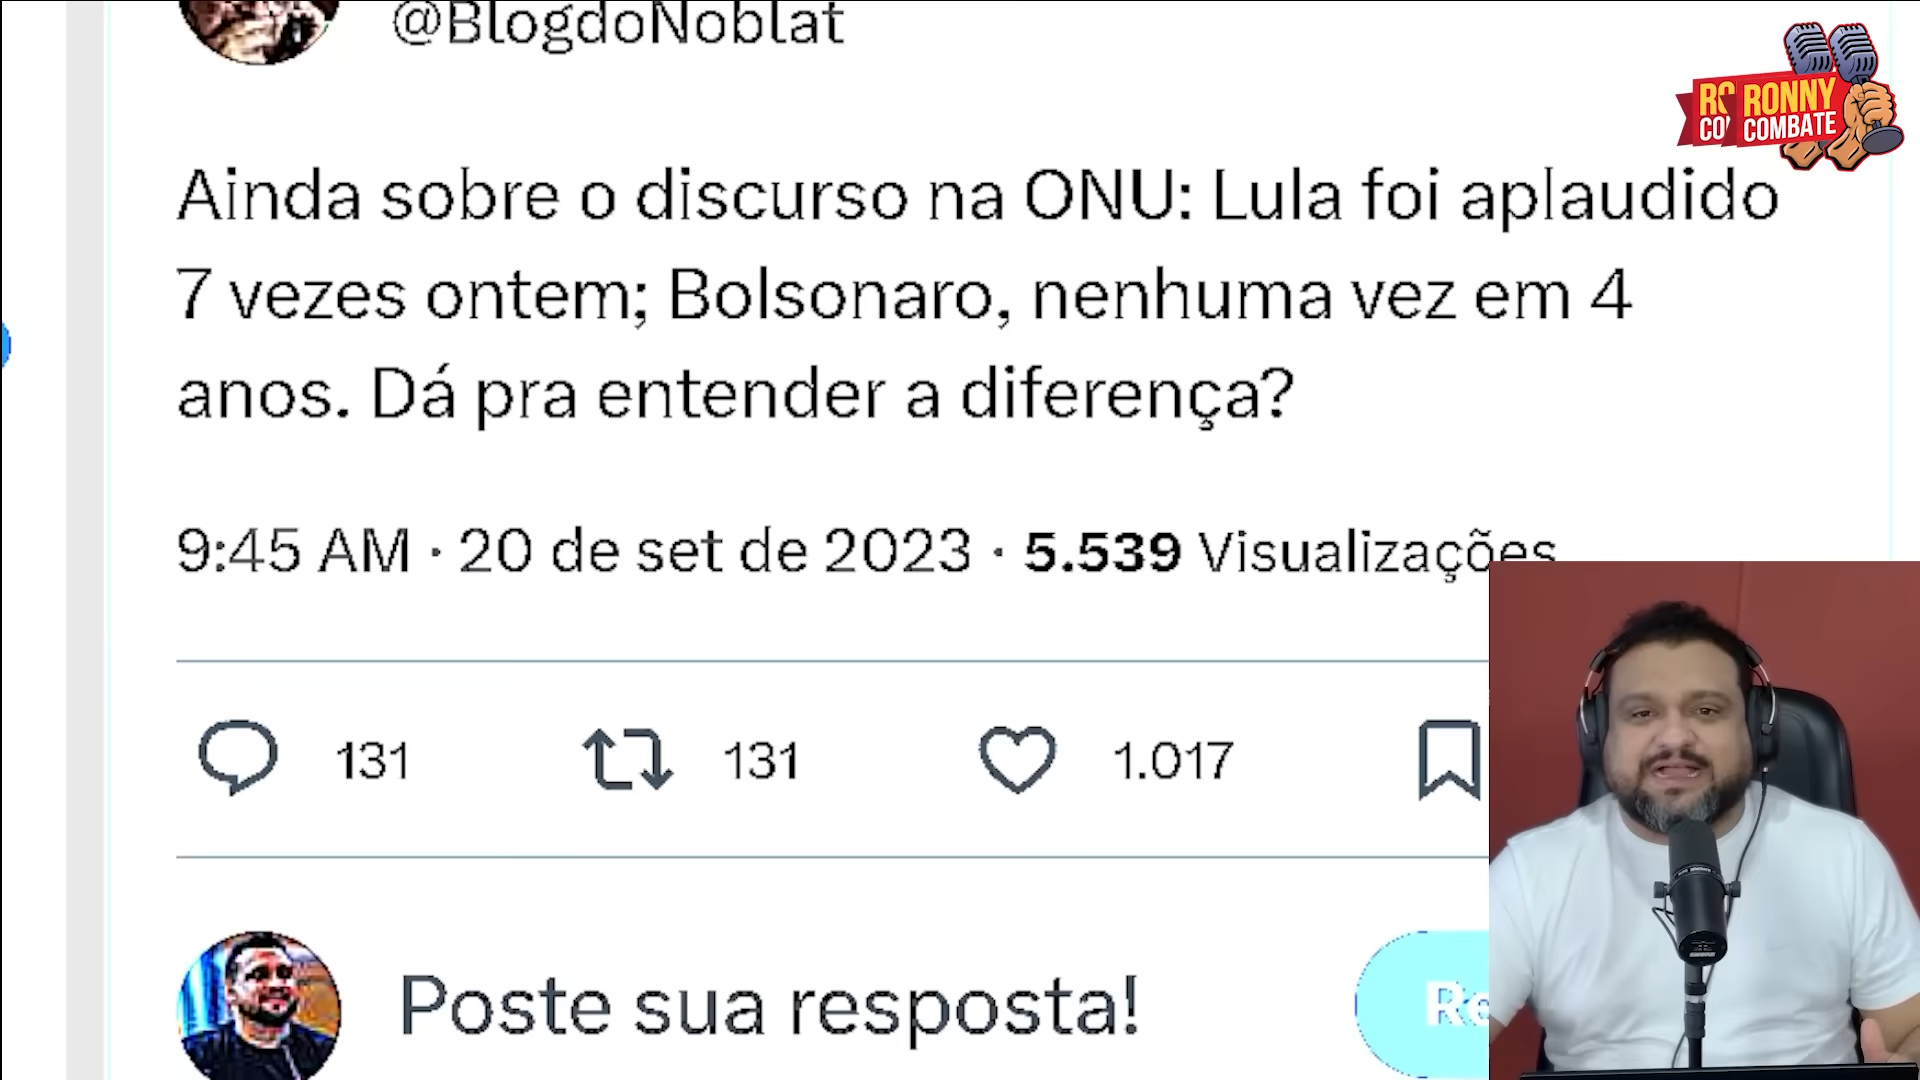 @BlogdoNoblat
RONNY
COMBATE
Ainda sobre o discurso na ONU: Lula foi aplaudido
7 vezes ontem; Bolsonaro, nenhuma vez em 4
anos. Dá pra entender a diferença?
9:45 AM · 20 de set de 2023 · 5.539 Visualizações
131 131 1.017
Poste sua resposta!